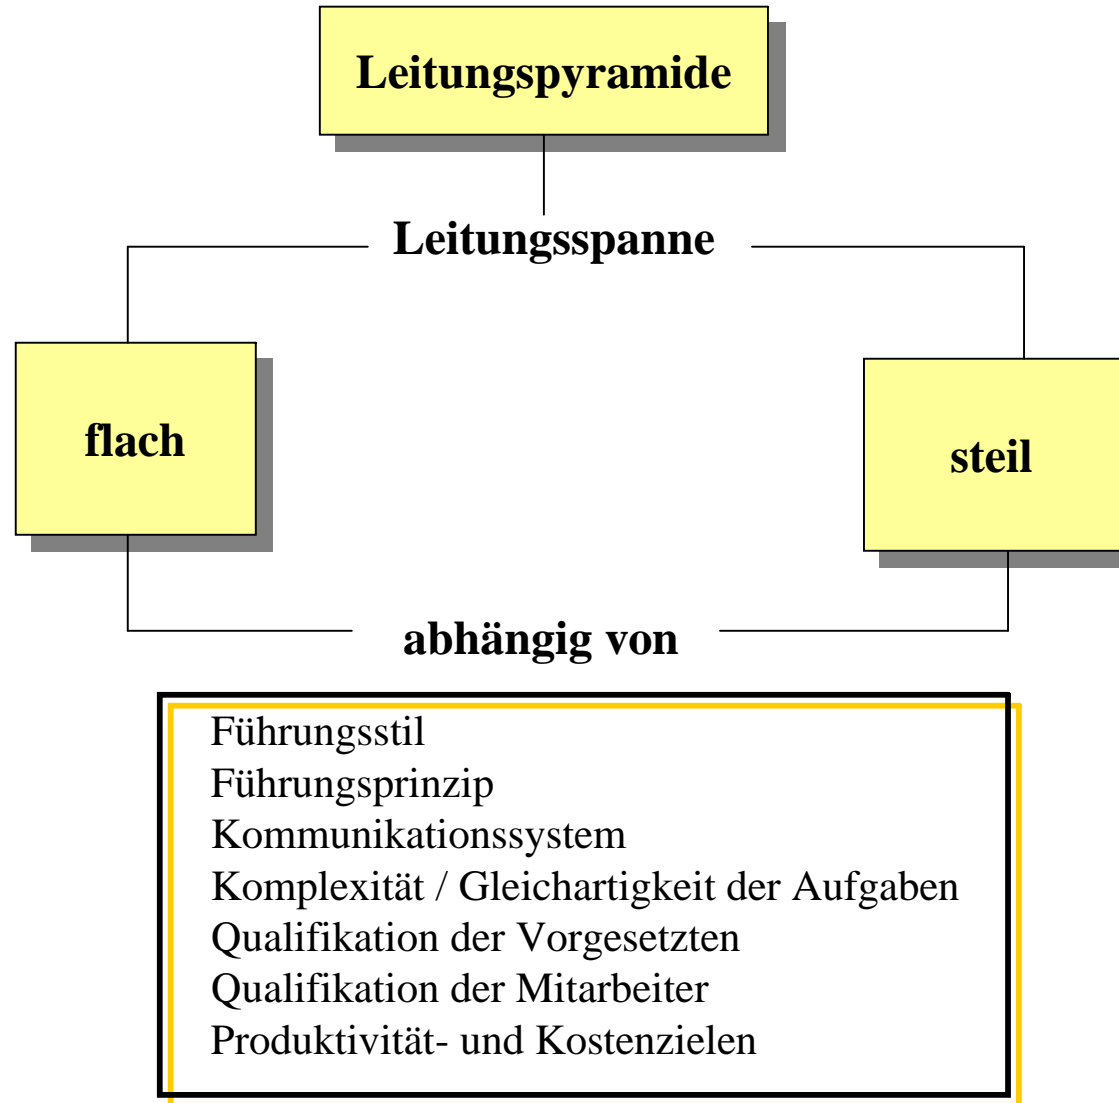 Leitungspyramide
Leitungsspanne
flach
steil
abhängig von
Führungsstil
Führungsprinzip
Kommunikationssystem
Komplexität / Gleichartigkeit der Aufgaben
Qualifikation der Vorgesetzten
Qualifikation der Mitarbeiter
Produktivität- und Kostenzielen